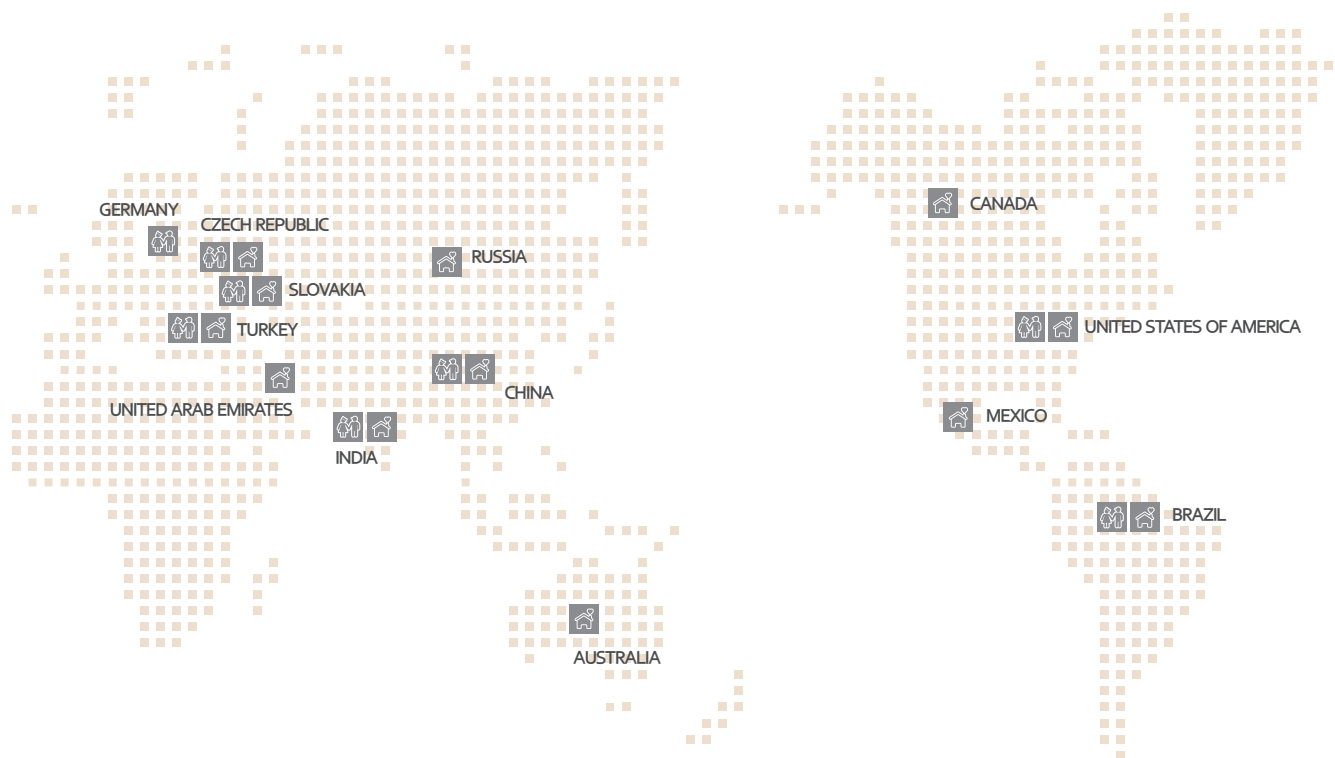 CANADA
GERMANY
CZECH REPUBLIC
RUSSIA
SLOVAKIA
TURKEY
UNITED STATES OF AMERICA
CHINA
UNITED ARAB EMIRATES
MEXICO
INDIA
BRAZIL
AUSTRALIA